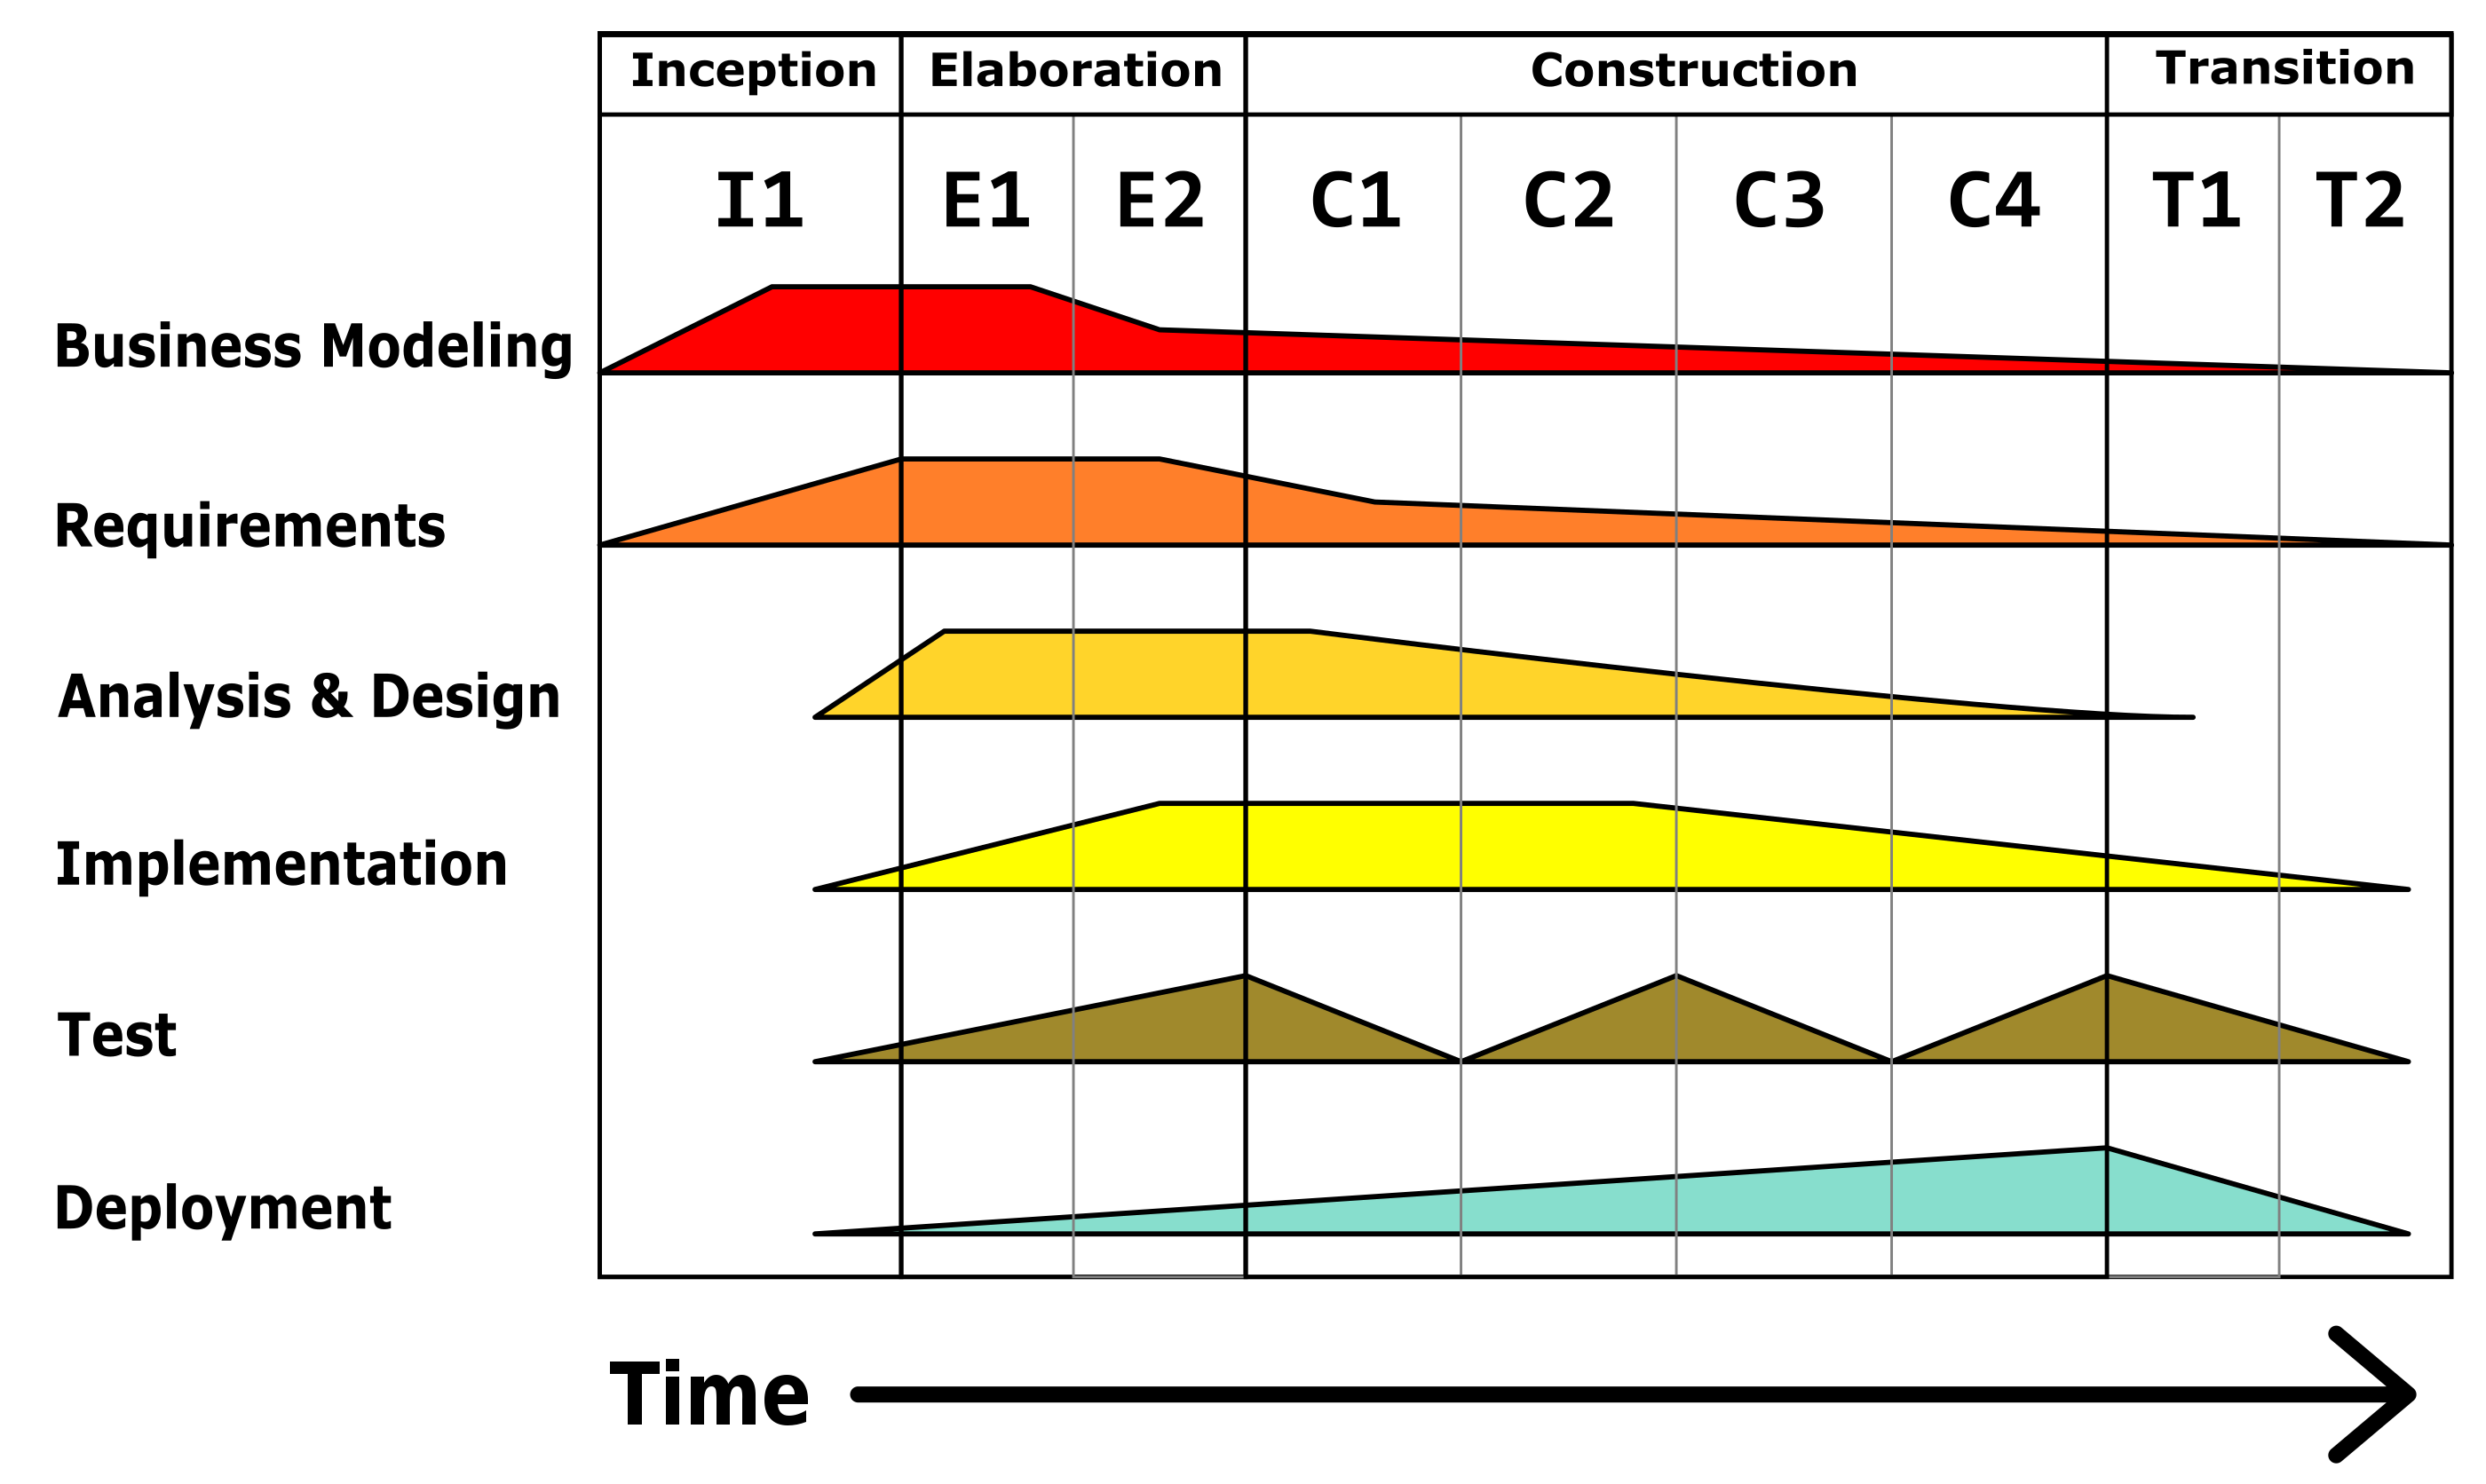 Inception Elaboration Construction Transition
I1 E1 E2 C1 C2 C3 C4 T1 T2
Business Modeling
Requirements
Analysis & Design
Implementation
Test
Deployment
Time